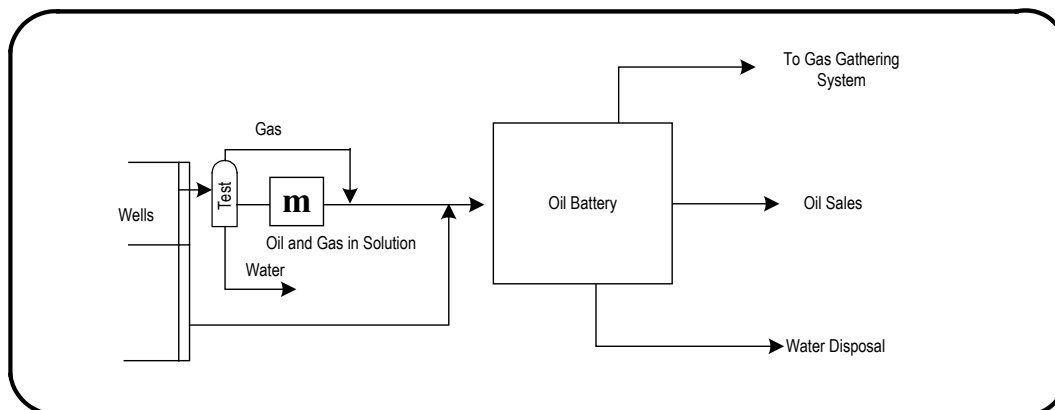 To Gas Gathering
System
Gas
Test
Wells
m
Oil Battery
Oil Sales
Oil and Gas in Solution
Water
Water Disposal